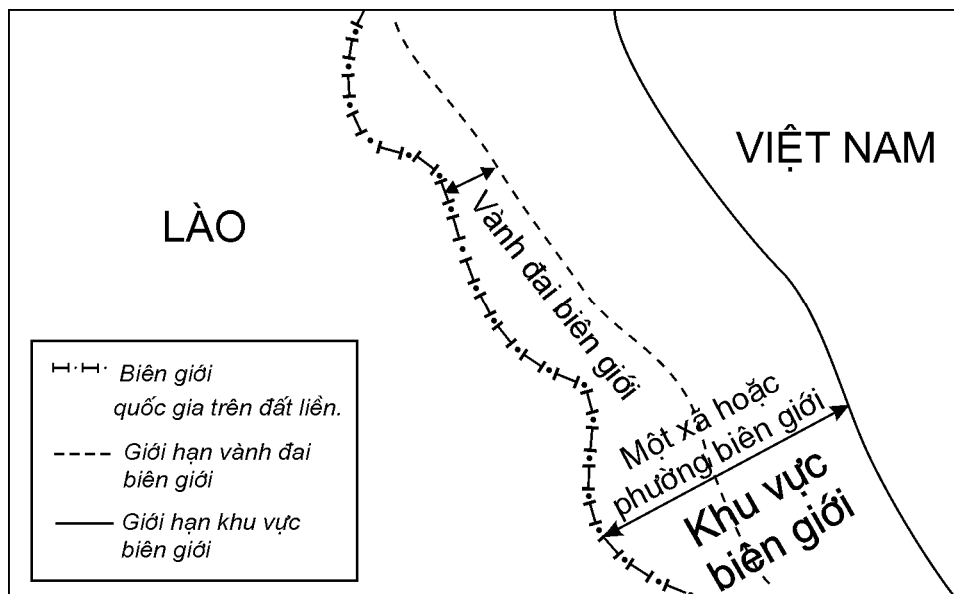 VIỆT NAM
LÀO
Vành đai biên giới
Một xã hoặc
phường biên giới
Khu vực
biên giới
Biên giới
quốc gia trên đất liền.
Giới hạn vành đai
biên giới
Giới hạn khu vực
biên giới